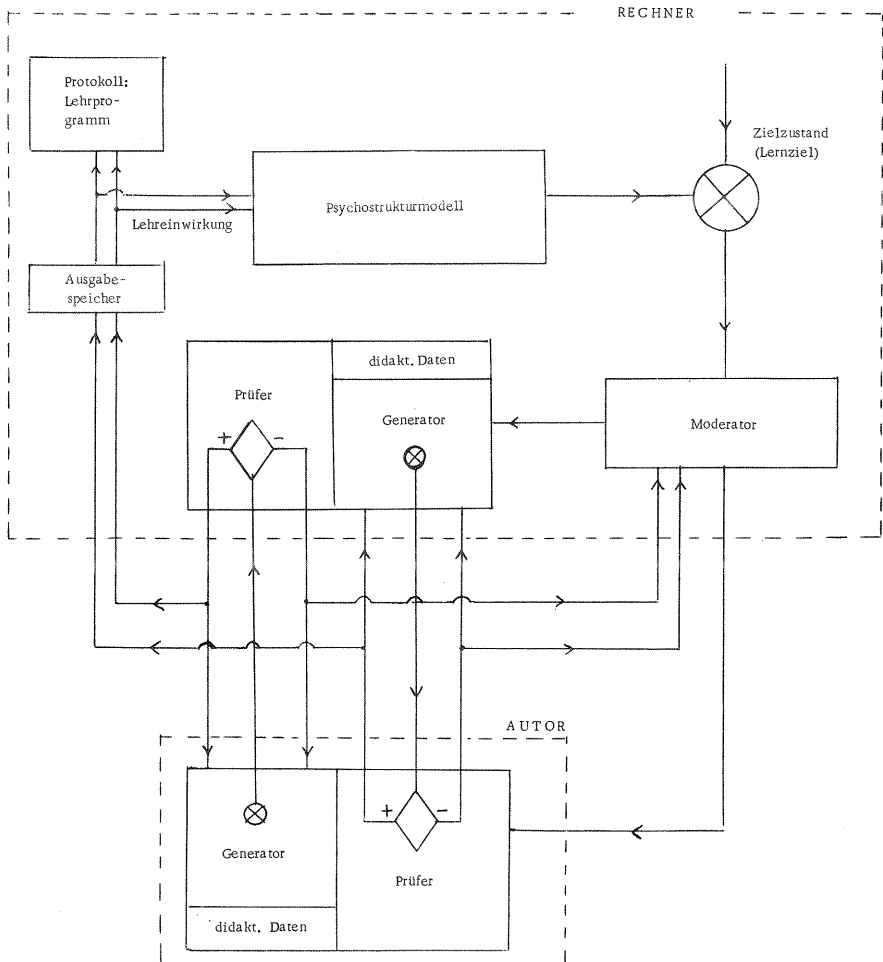 RECHNER
Protokoll:
Lehrpro-
gramm
Zielzustand
(Lernziel)
Psychostrukturmodell
Lehreinwirkung
Ausgabe-
speicher
didakt. Daten
Prüfer
Generator
Moderator
+
-
AUTOR
+
-
Generator
Prüfer
didakt. Daten